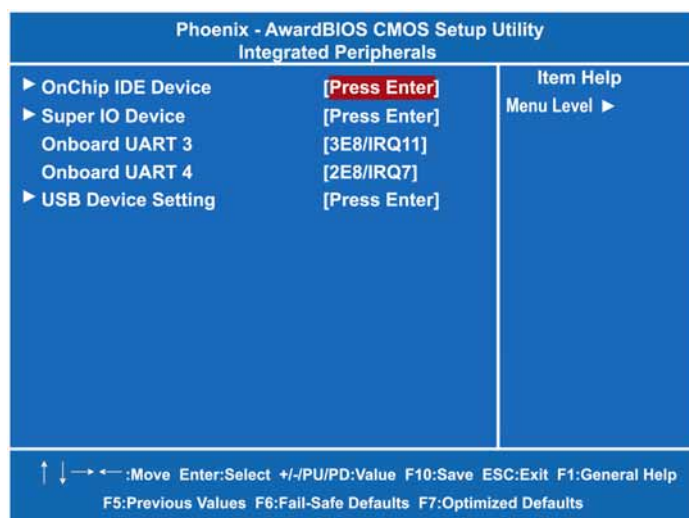 Phoenix - AwardBIOS CMOS Setup Utility
Integrated Peripherals
▶ OnChip IDE Device [Press Enter]
▶ Super IO Device [Press Enter]
Onboard UART 3 [3E8/IRQ11]
Onboard UART 4 [2E8/IRQ7]
▶ USB Device Setting [Press Enter]
Item Help
Menu Level ▶
↑ ↓ → ← :Move Enter:Select +/-/PU/PD:Value F10:Save ESC:Exit F1:General Help
F5:Previous Values F6:Fail-Safe Defaults F7:Optimized Defaults